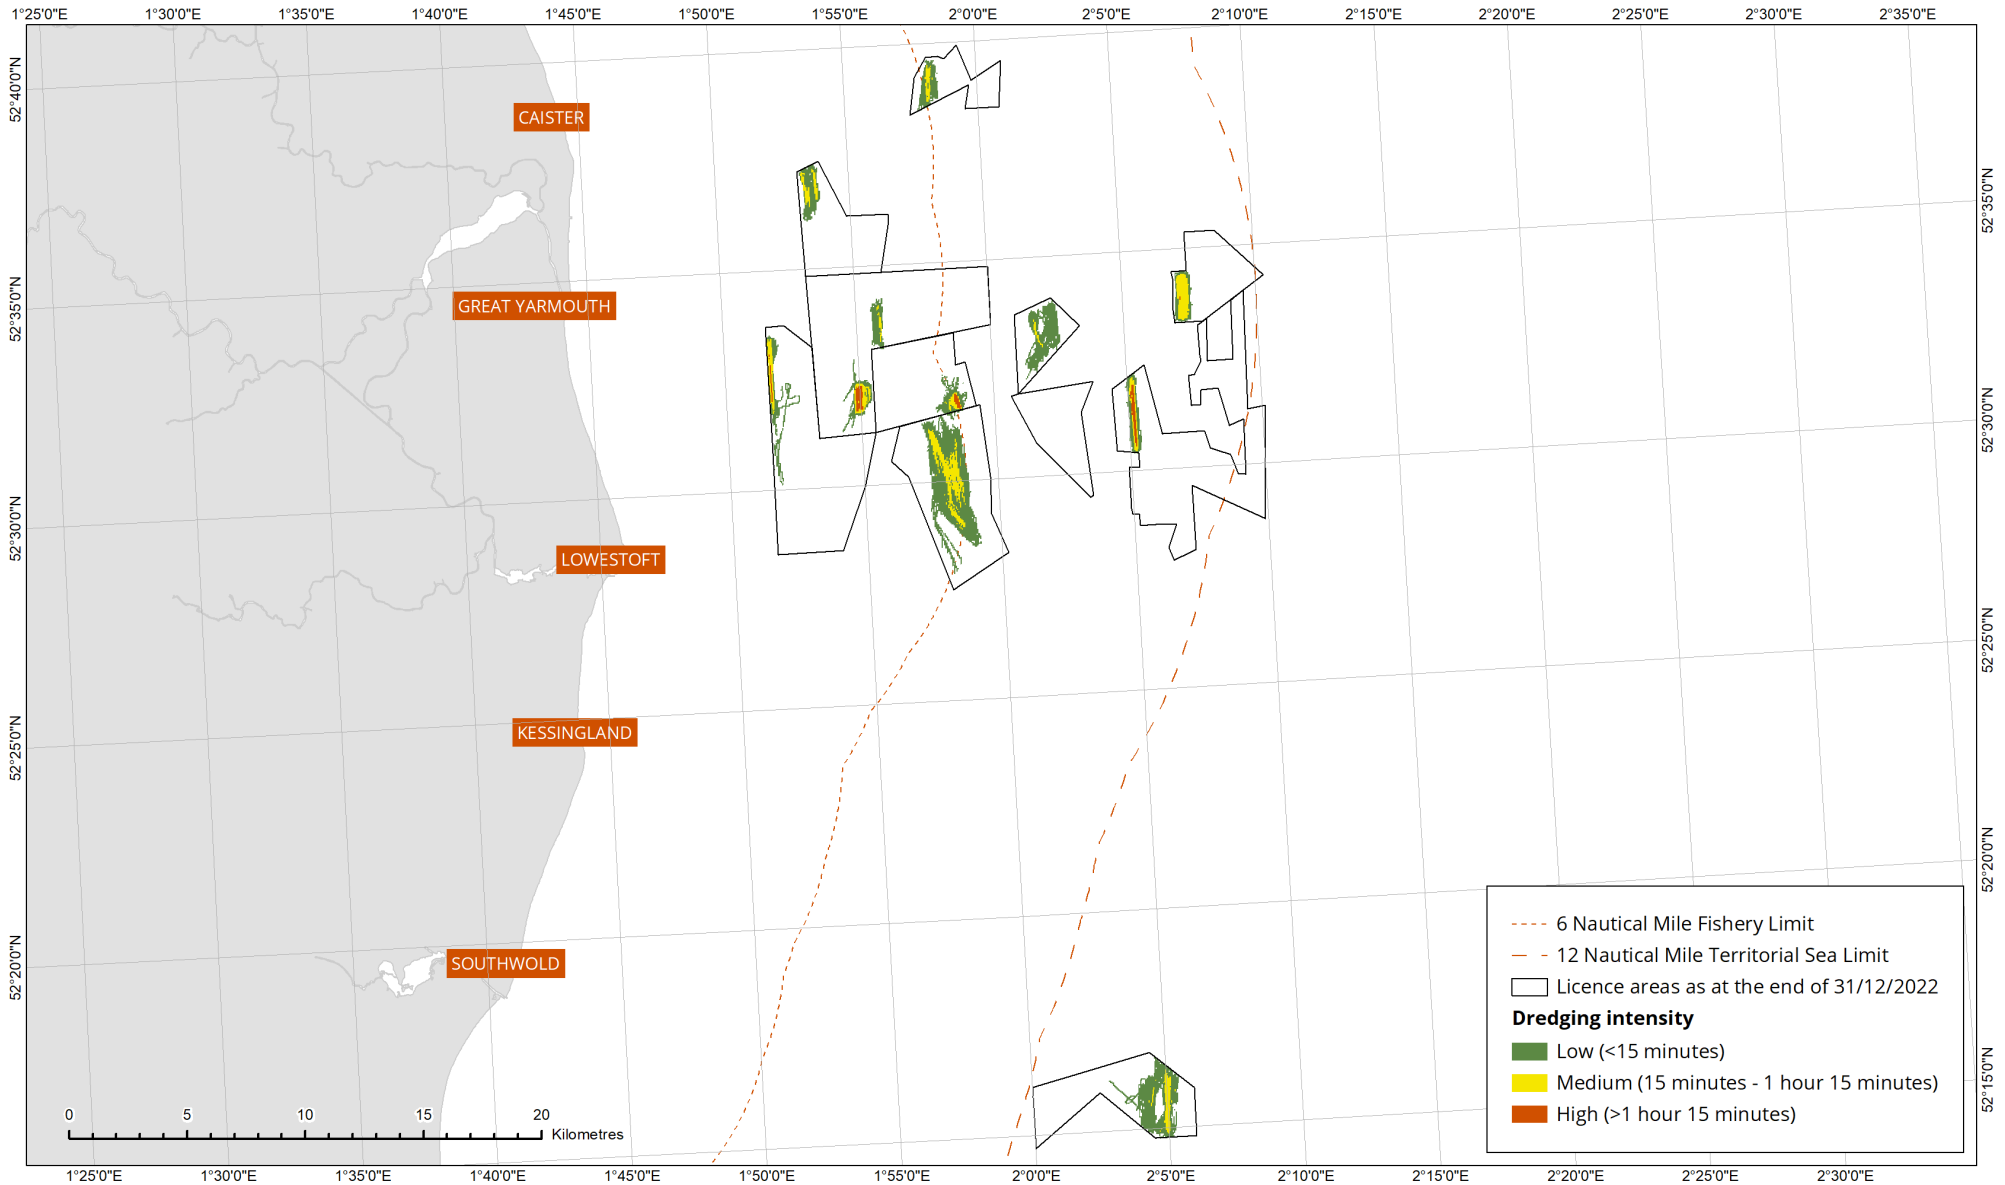 1°25'0"E 1°30'0"E 1°35'0"E 1°40'0"E 1°45'0"E 1°50'0"E 1°55'0"E 2°0'0"E 2°5'0"E 2°10'0"E 2°15'0"E 2°20'0"E 2°25'0"E 2°30'0"E 2°35'0"E
52°40'0"N
CAISTER
52°35'0"N
GREAT YARMOUTH
52°35'0"N
52°30'0"N
52°30'0"N
LOWESTOFT
52°25'0"N
KESSINGLAND
52°25'0"N
52°20'0"N
SOUTHWOLD
52°20'0"N
52°15'0"N
6 Nautical Mile Fishery Limit
12 Nautical Mile Territorial Sea Limit
Licence areas as at the end of 31/12/2022
Dredging intensity
Low (<15 minutes)
Medium (15 minutes - 1 hour 15 minutes)
High (>1 hour 15 minutes)
0 5 10 15 20
Kilometres
1°25'0"E 1°30'0"E 1°35'0"E 1°40'0"E 1°45'0"E 1°50'0"E 1°55'0"E 2°0'0"E 2°5'0"E 2°10'0"E 2°15'0"E 2°20'0"E 2°25'0"E 2°30'0"E